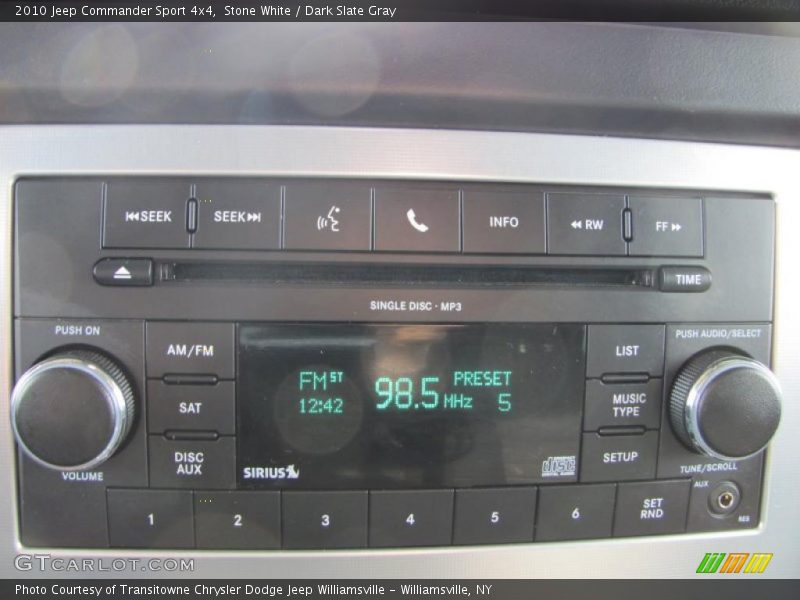 2010 Jeep Commander Sport 4x4,  Stone White / Dark Slate Gray
SEEK SEEK INFO RW FF
TIME
SINGLE DISC · MP3
PUSH ON
PUSH AUDIO/SELECT
AM/FM
LIST
FM ST
98.5 MHz
PRESET
5
12:42
SAT
MUSIC
TYPE
DISC
AUX
SETUP
VOLUME
SIRIUS
disc
TUNE/SCROLL
AUX
1 2 3 4 5 6
SET
RND
RES
GTCARLOT.COM
Photo Courtesy of Transitowne Chrysler Dodge Jeep Williamsville – Williamsville, NY